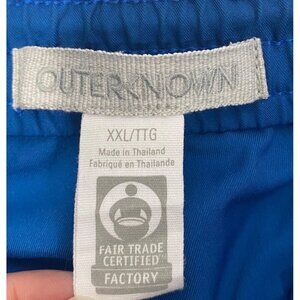 OUTERKNOWN
XXL/TTG
Made in Thailand
Fabriqué en Thaïlande
FAIR TRADE
CERTIFIED
FACTORY